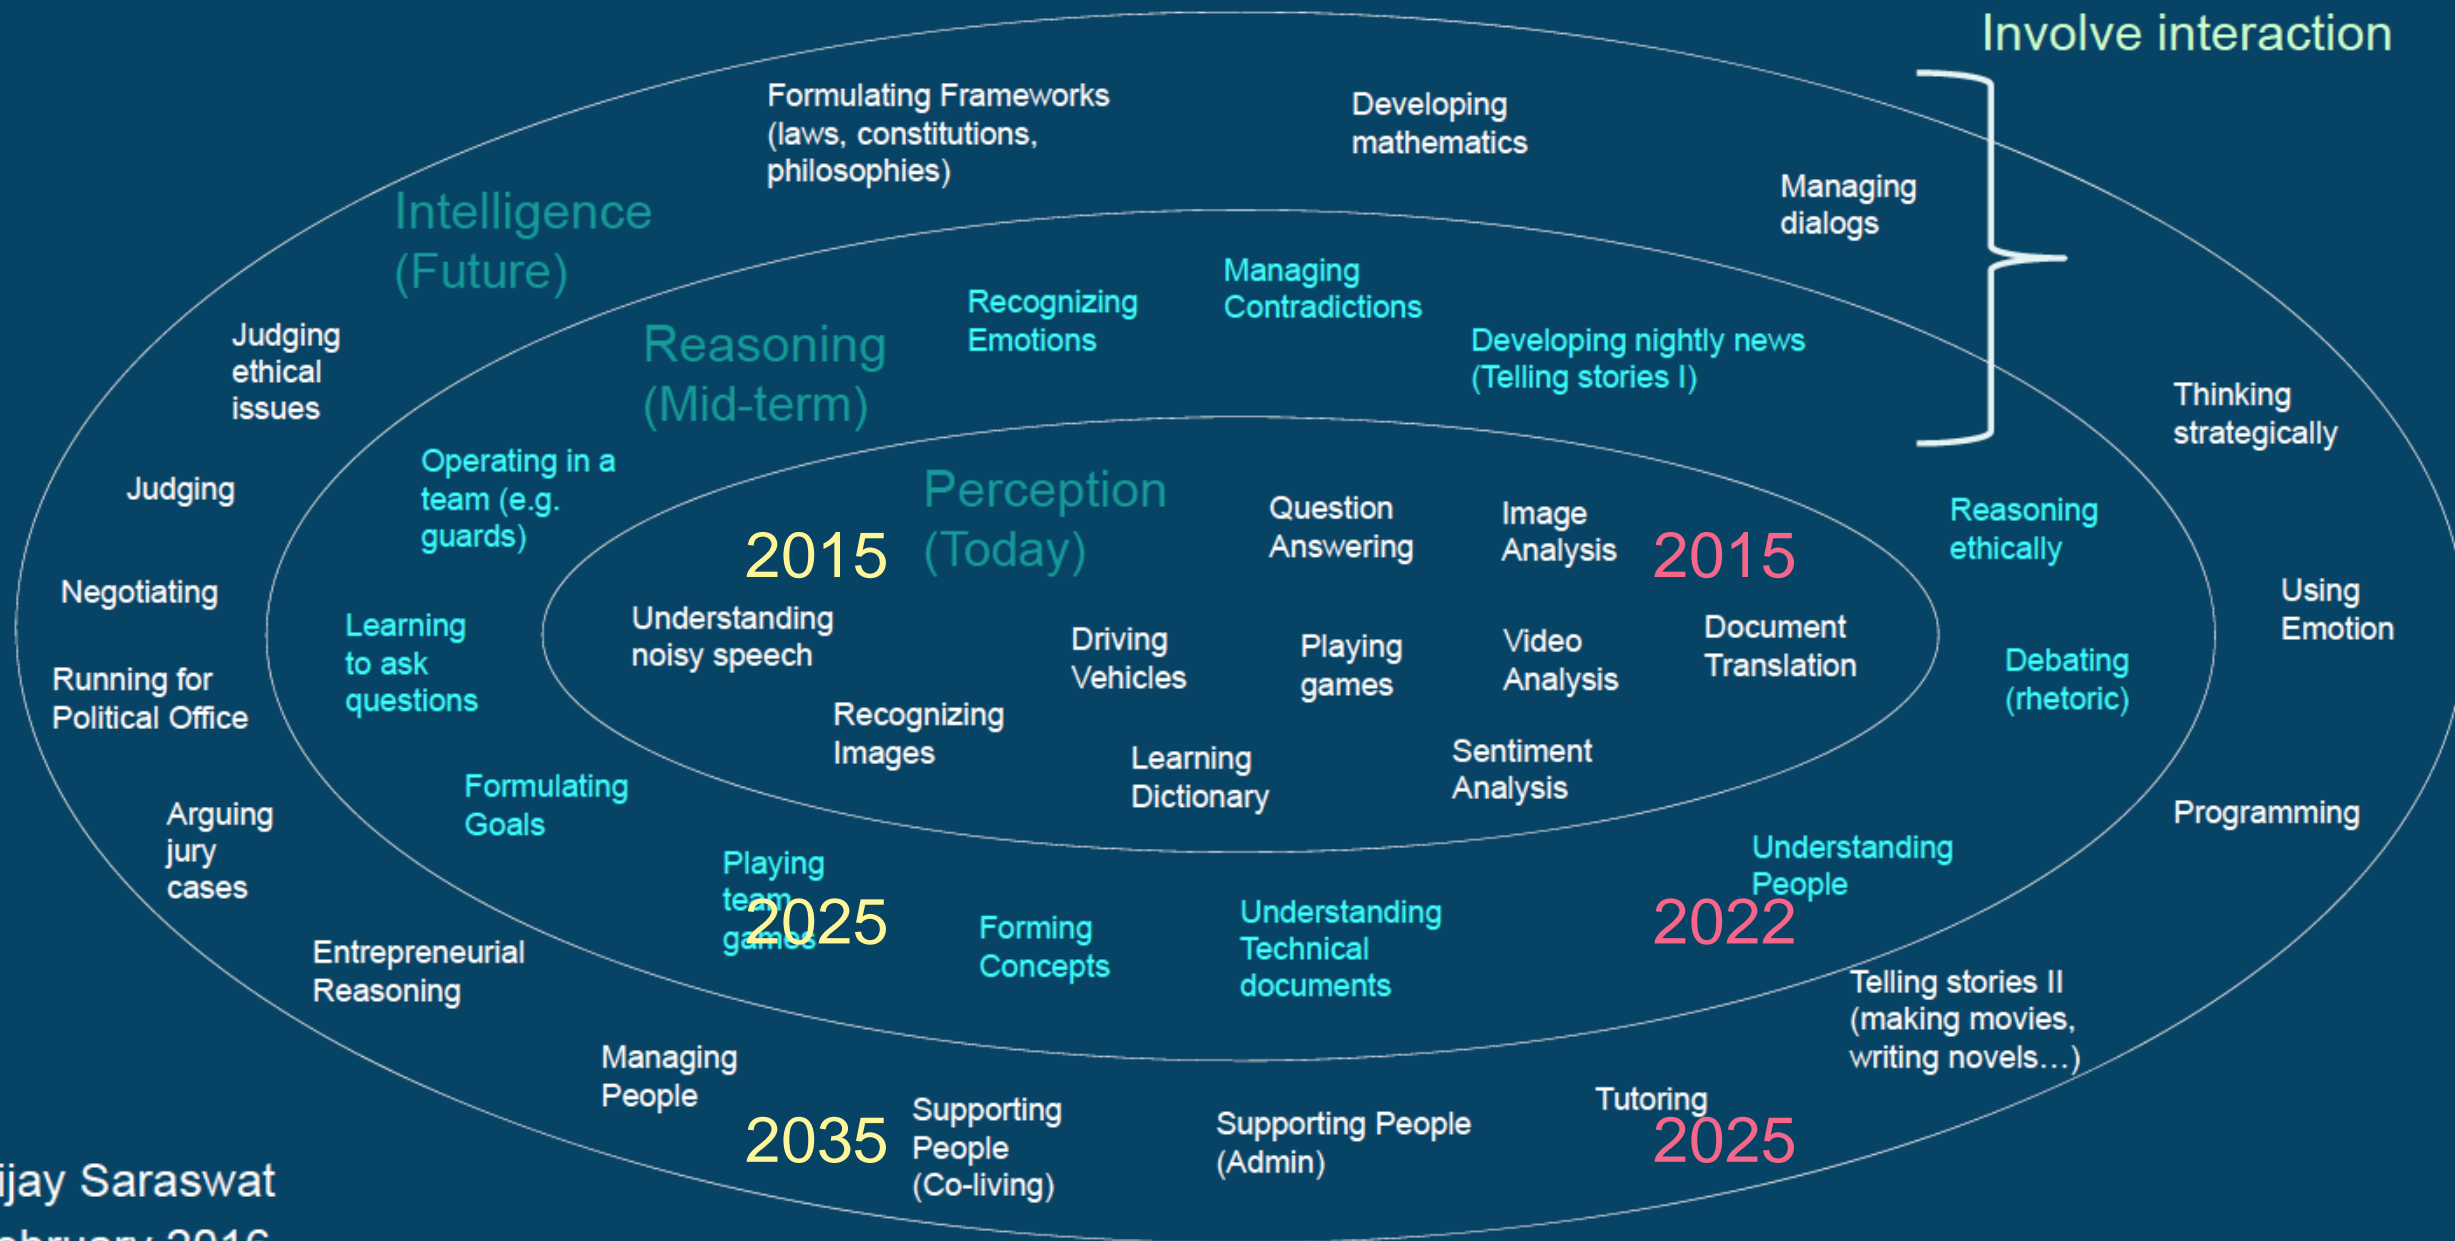 Involve interaction
Formulating Frameworks
(laws, constitutions,
philosophies)
Developing
mathematics
Managing
dialogs
Intelligence
(Future)
Managing
Contradictions
Recognizing
Emotions
Reasoning
(Mid-term)
Developing nightly news
(Telling stories I)
Judging
ethical
issues
Thinking
strategically
Operating in a
team (e.g.
guards)
Judging
Perception
(Today)
Question
Answering
Image
Analysis
Reasoning
ethically
2015
2015
Negotiating
Using
Emotion
Learning
to ask
questions
Understanding
noisy speech
Driving
Vehicles
Playing
games
Video
Analysis
Document
Translation
Debating
(rhetoric)
Running for
Political Office
Recognizing
Images
Learning
Dictionary
Sentiment
Analysis
Formulating
Goals
Arguing
jury
cases
Programming
Understanding
People
Playing
team
games
2025
Forming
Concepts
Understanding
Technical
documents
2022
Entrepreneurial
Reasoning
Telling stories II
(making movies,
writing novels…)
Managing
People
Supporting
People
(Co-living)
Supporting People
(Admin)
Tutoring
2035
2025
ijay Saraswat
ebruary 2016